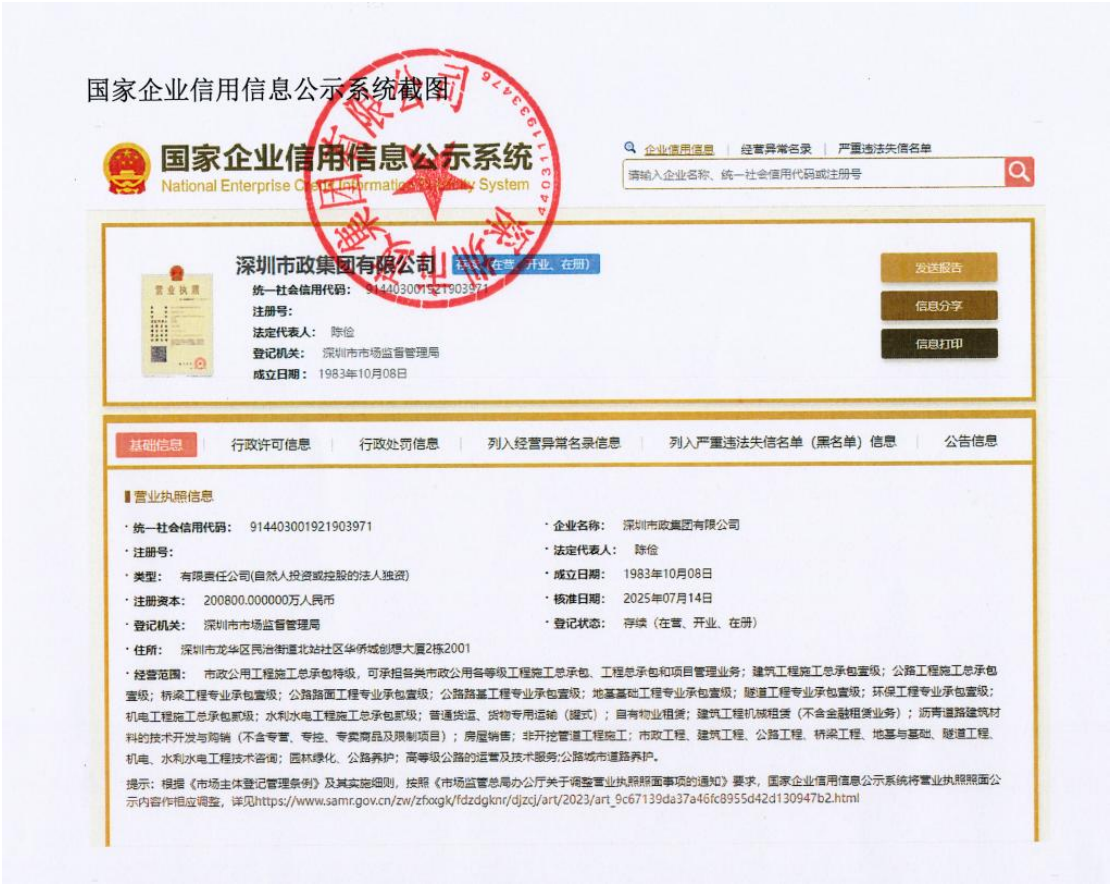 国家企业信用信息公示系统截图
国家企业信用信息公示系统
National Enterprise Credit Information Publicity System
企业信用信息 | 经营异常名录 | 严重违法失信名单
请输入企业名称、统一社会信用代码或注册号
深圳市政集团有限公司
4403111933476
深圳市政集团有限公司 存续（在营、开业、在册）
统一社会信用代码： 914403001921903971
注册号：
法定代表人： 陈俭
登记机关： 深圳市市场监督管理局
成立日期： 1983年10月08日
营业执照
发送报告
信息分享
信息打印
基础信息 | 行政许可信息 | 行政处罚信息 | 列入经营异常名录信息 | 列入严重违法失信名单（黑名单）信息 | 公告信息
营业执照信息
· 统一社会信用代码： 914403001921903971
· 企业名称： 深圳市政集团有限公司
· 注册号：
· 法定代表人： 陈俭
· 类型： 有限责任公司(自然人投资或控股的法人独资)
· 成立日期： 1983年10月08日
· 注册资本： 200800.000000万人民币
· 核准日期： 2025年07月14日
· 登记机关： 深圳市市场监督管理局
· 登记状态： 存续（在营、开业、在册）
· 住所： 深圳市龙华区民治街道北站社区华侨城创想大厦2栋2001
· 经营范围： 市政公用工程施工总承包特级，可承担各类市政公用各等级工程施工总承包、工程总承包和项目管理业务；建筑工程施工总承包壹级；公路工程施工总承包
壹级；桥梁工程专业承包壹级；公路路面工程专业承包壹级；公路路基工程专业承包壹级；地基基础工程专业承包壹级；隧道工程专业承包壹级；环保工程专业承包壹级；
机电工程施工总承包贰级；水利水电工程施工总承包贰级；普通货运、货物专用运输（罐式）；自有物业租赁；建筑工程机械租赁（不含金融租赁业务）；沥青道路建筑材
料的技术开发与购销（不含专营、专控、专卖商品及限制项目）；房屋销售；非开挖管道工程施工；市政工程、建筑工程、公路工程、桥梁工程、地基与基础、隧道工程、
机电、水利水电工程技术咨询；园林绿化、公路养护；高等级公路的运营及技术服务;公路城市道路养护。
提示：根据《市场主体登记管理条例》及其实施细则，按照《市场监管总局办公厅关于调整营业执照照面事项的通知》要求，国家企业信用信息公示系统将营业执照照面公
示内容作相应调整，详见https://www.samr.gov.cn/zw/zfxxgk/fdzdgknr/djzcj/art/2023/art_9c67139da37a46fc8955d42d130947b2.html